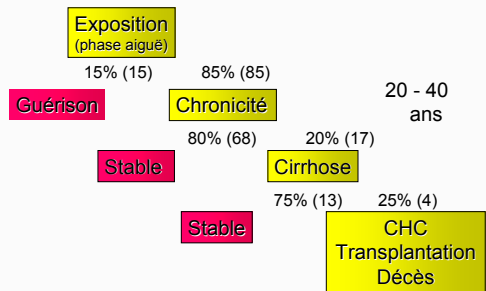 Exposition
(phase aiguë)
15% (15)
85% (85)
Guérison
Chronicité
20 - 40
ans
80% (68)
20% (17)
Stable
Cirrhose
75% (13)
25% (4)
Stable
CHC
Transplantation
Décès